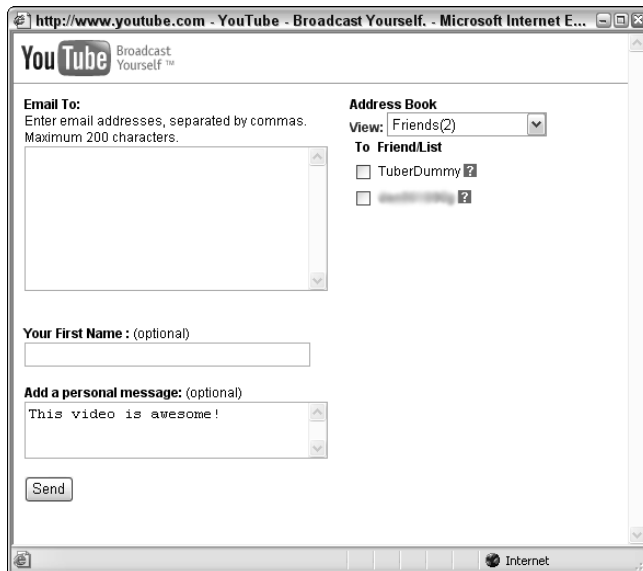 http://www.youtube.com - YouTube - Broadcast Yourself. - Microsoft Internet E...
YouTube Broadcast
Yourself ™
Email To:
Enter email addresses, separated by commas.
Maximum 200 characters.
Your First Name : (optional)
Add a personal message: (optional)
This video is awesome!
Send
Address Book
View: Friends(2)
To Friend/List
TuberDummy ?
?
Internet